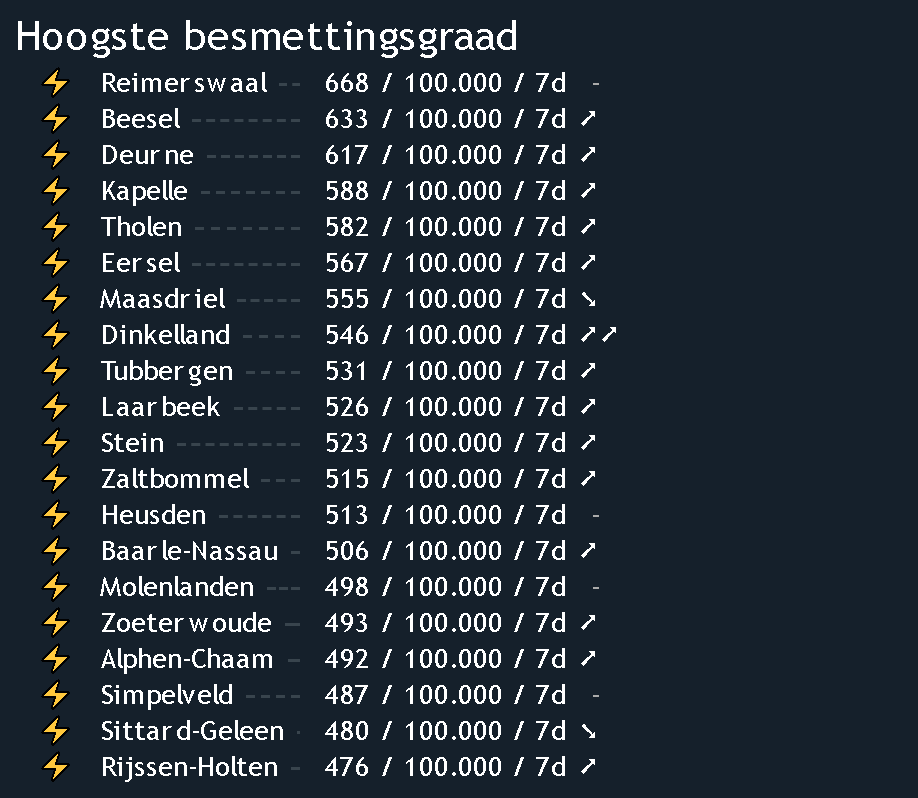 Hoogste besmettingsgraad
⚡ Reimerswaal -- 668 / 100.000 / 7d -
⚡ Beesel -------- 633 / 100.000 / 7d ➚
⚡ Deurne ------- 617 / 100.000 / 7d ➚
⚡ Kapelle ------- 588 / 100.000 / 7d ➚
⚡ Tholen -------- 582 / 100.000 / 7d ➚
⚡ Eersel -------- 567 / 100.000 / 7d ➚
⚡ Maasdriel ----- 555 / 100.000 / 7d ➘
⚡ Dinkelland ---- 546 / 100.000 / 7d ➚➚
⚡ Tubbergen ---- 531 / 100.000 / 7d ➚
⚡ Laarbeek ----- 526 / 100.000 / 7d ➚
⚡ Stein --------- 523 / 100.000 / 7d ➚
⚡ Zaltbommel --- 515 / 100.000 / 7d ➚
⚡ Heusden ------ 513 / 100.000 / 7d -
⚡ Baarle-Nassau - 506 / 100.000 / 7d ➚
⚡ Molenlanden --- 498 / 100.000 / 7d -
⚡ Zoeterwoude - 493 / 100.000 / 7d ➚
⚡ Alphen-Chaam - 492 / 100.000 / 7d ➚
⚡ Simpelveld ---- 487 / 100.000 / 7d -
⚡ Sittard-Geleen · 480 / 100.000 / 7d ➘
⚡ Rijssen-Holten - 476 / 100.000 / 7d ➚